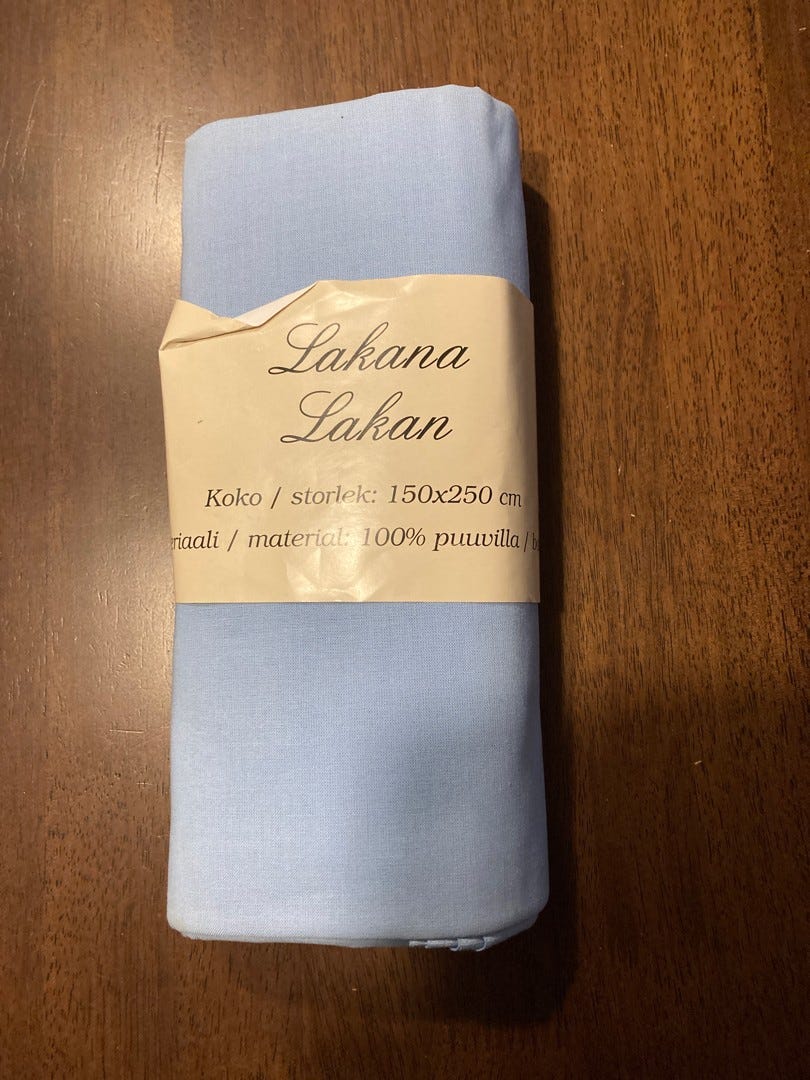 Lakana
Lakan
Koko / storlek: 150x250 cm
/ material: 100% puuvilla /